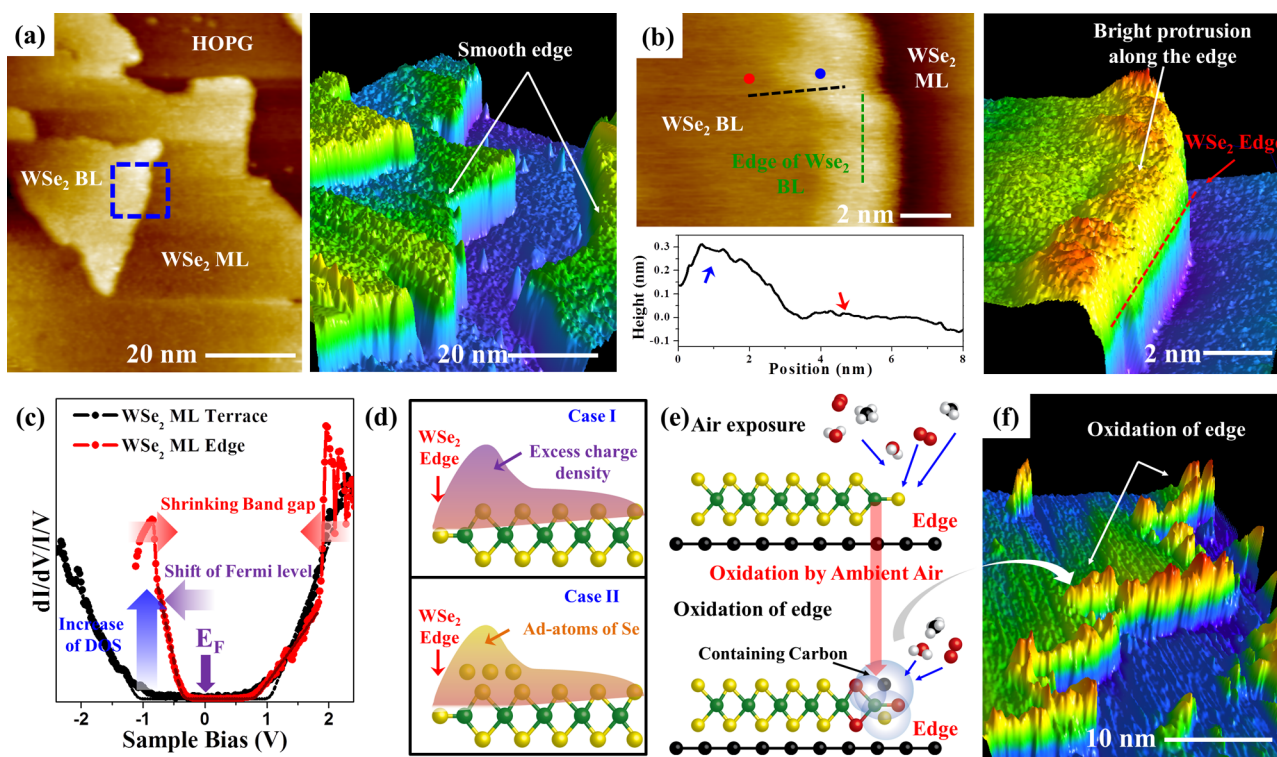 (a)
HOPG
WSe₂ BL
WSe₂ ML
20 nm
Smooth edge
20 nm
(b)
WSe₂
ML
WSe₂ BL
Edge of Wse₂
BL
2 nm
Height (nm)
0.3
0.2
0.1
0.0
-0.1
0 2 4 6 8
Position (nm)
Bright protrusion
along the edge
WSe₂ Edge
2 nm
(c)
WSe₂ ML Terrace
WSe₂ ML Edge
Shrinking Band gap
Shift of Fermi level
Increase
of DOS
E_F
dI/dV/I/V
-2 -1 0 1 2
Sample Bias (V)
(d)
Case I
WSe₂
Edge
Excess charge
density
Case II
WSe₂
Edge
Ad-atoms of Se
(e)
Air exposure
Edge
Oxidation by Ambient Air
Oxidation of edge
Containing Carbon
Edge
(f)
Oxidation of edge
10 nm